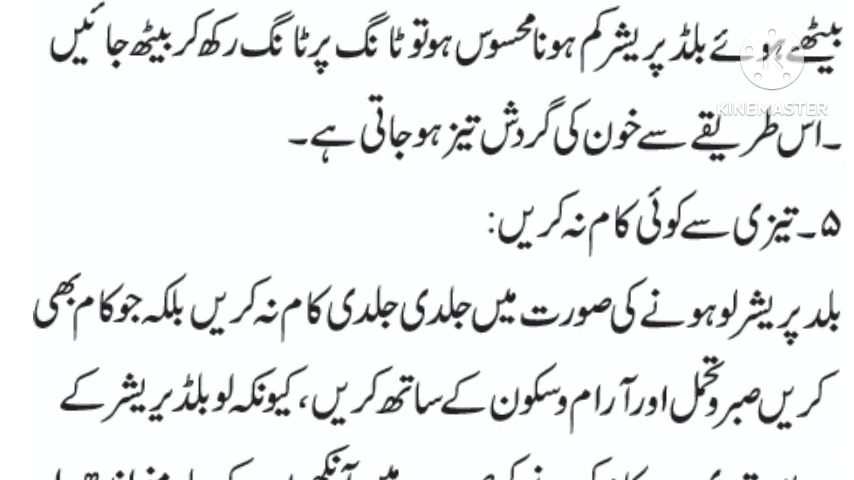 بیٹھے ہوئے بلڈ پریشر کم ہونا محسوس ہو تو ٹانگ پر ٹانگ رکھ کر بیٹھ جائیں
KINEMASTER
۔اس طریقے سے خون کی گردش تیز ہو جاتی ہے۔
۵۔ تیزی سے کوئی کام نہ کریں:
بلڈ پریشر لو ہونے کی صورت میں جلدی جلدی کام نہ کریں بلکہ جو کام بھی
کریں صبر و تحمل اور آرام و سکون کے ساتھ کریں، کیونکہ لو بلڈ پریشر کے